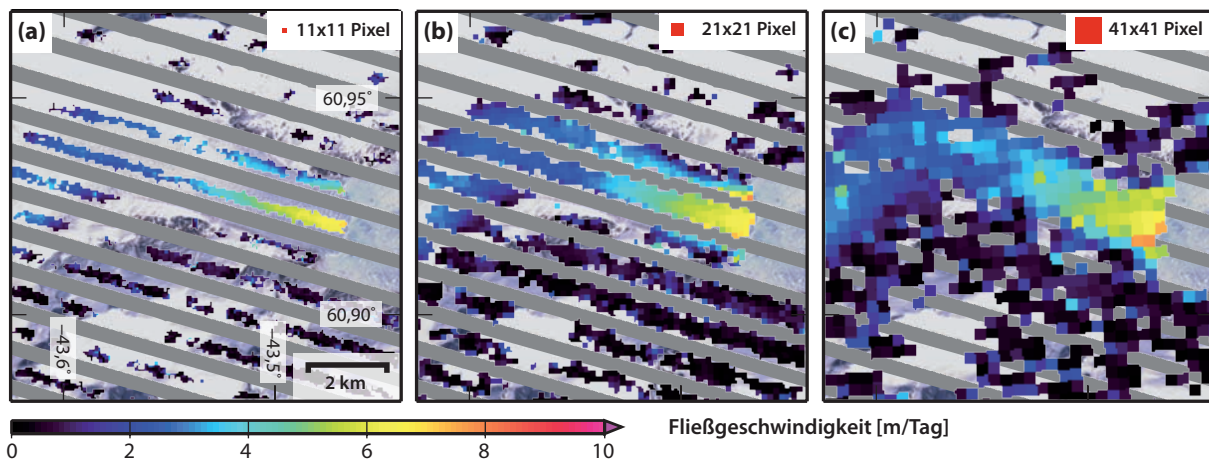 (a)
11x11 Pixel
60,95°
60,90°
-43,6°
-43,5°
2 km
(b)
21x21 Pixel
(c)
41x41 Pixel
0 2 4 6 8 10
Fließgeschwindigkeit [m/Tag]